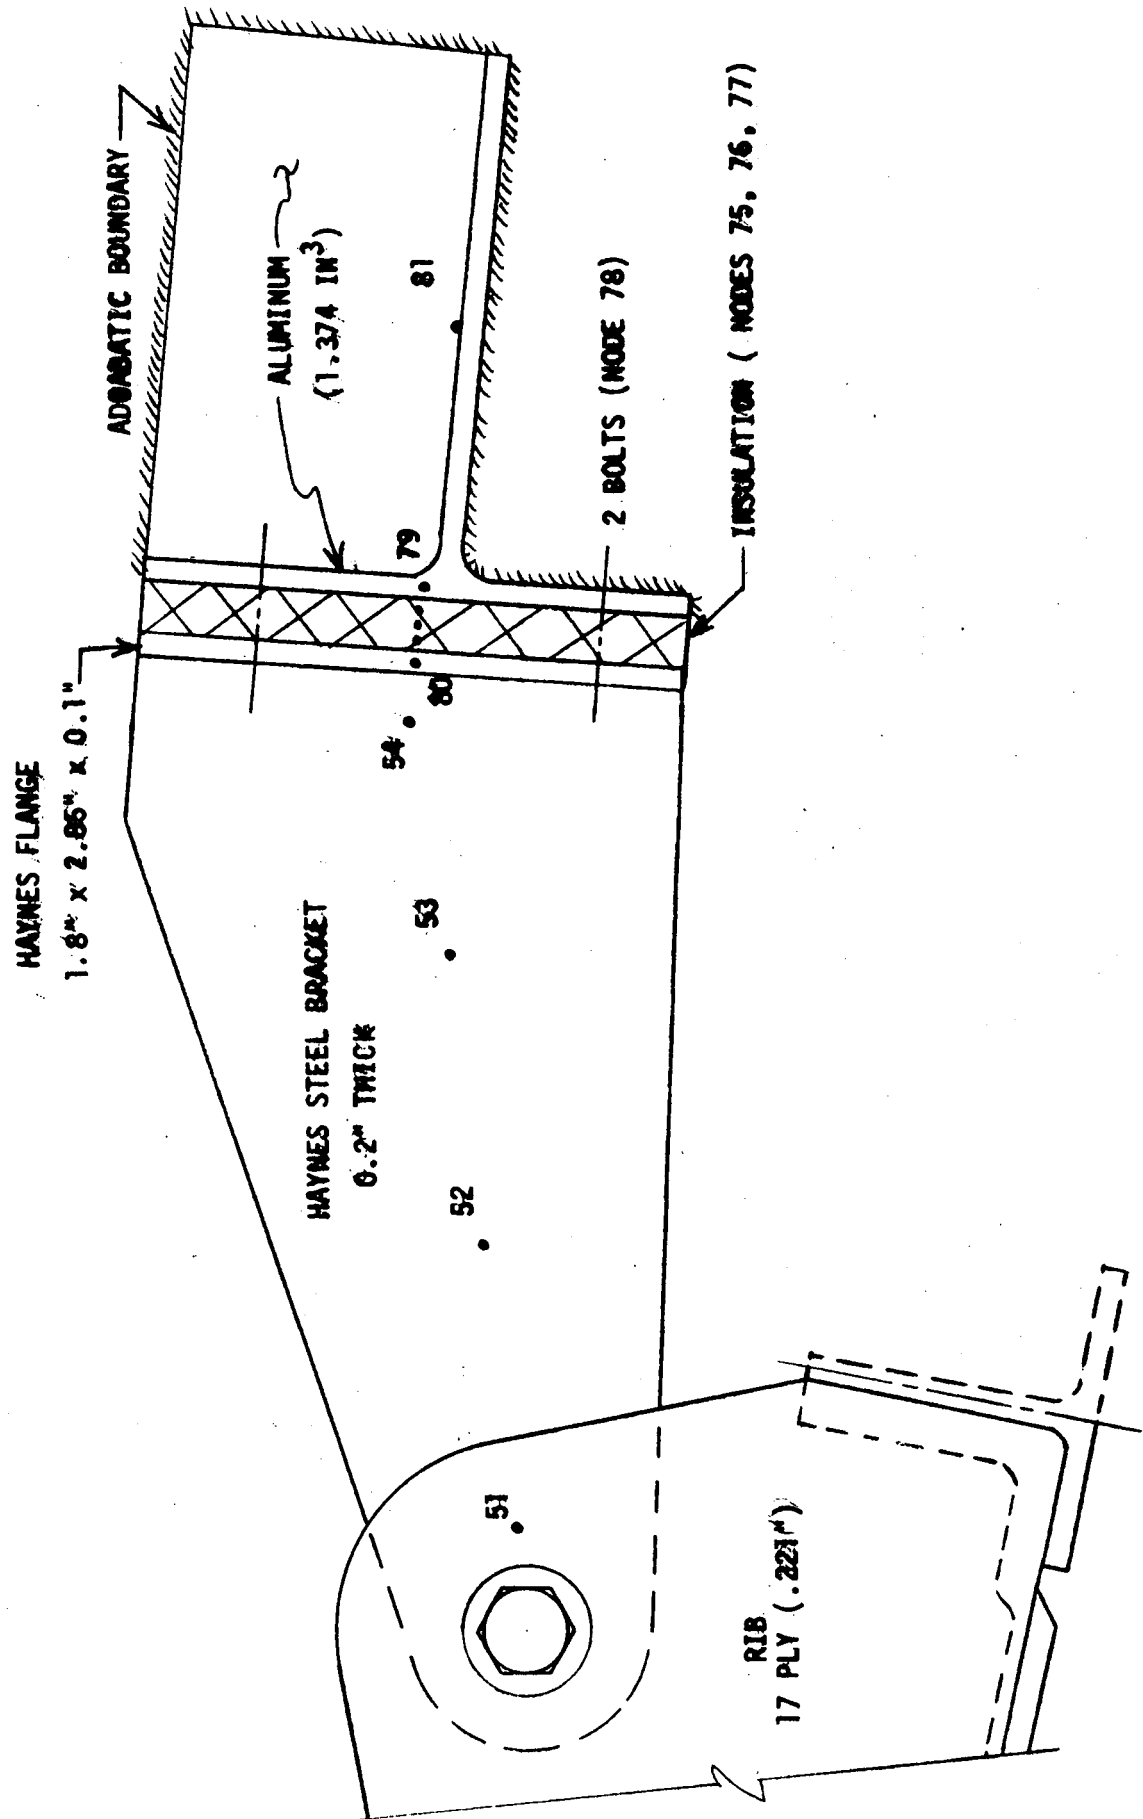 HAYNES FLANGE
1.8" x 2.86" x 0.1"
ADOABATIC BOUNDARY
ALUMINUM
(1.374 IN³)
HAYNES STEEL BRACKET
0.2" THICK
51
52
53
54
80
79
81
2 BOLTS (NODE 78)
INSULATION ( NODES 75, 76, 77)
RIB
17 PLY (.221")